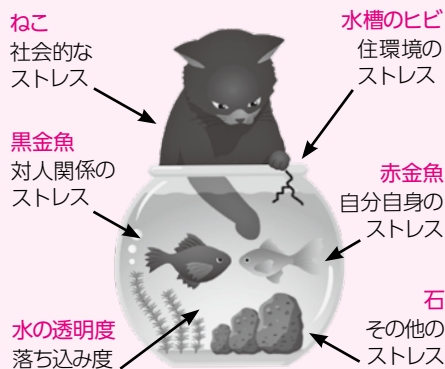 ねこ
社会的な
ストレス
水槽のヒビ
住環境の
ストレス
黒金魚
対人関係の
ストレス
赤金魚
自分自身の
ストレス
水の透明度
落ち込み度
石
その他の
ストレス